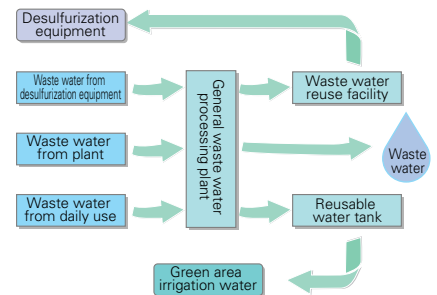 Desulfurization
equipment
Waste water from
desulfurization equipment
General waste water
processing plant
Waste water
reuse facility
Waste water
from plant
Waste
water
Waste water
from daily use
Reusable
water tank
Green area
irrigation water